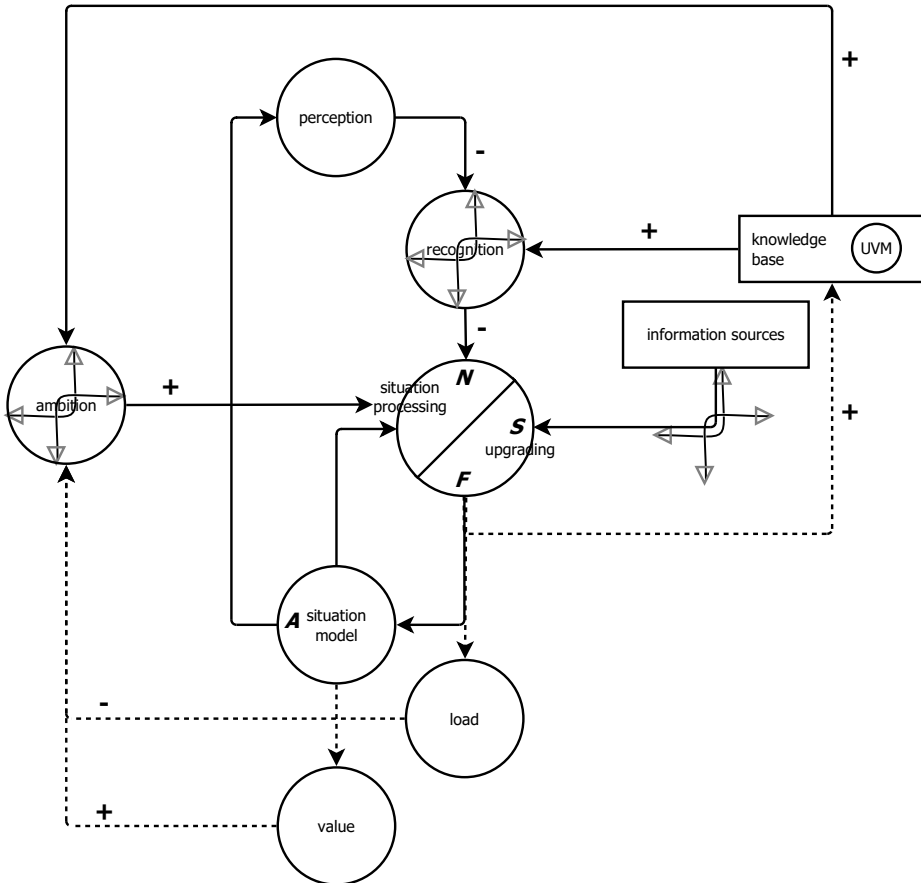 +
perception
-
recognition
+
knowledge
base
UVM
information sources
-
ambition
+
situation
processing
N
S
upgrading
F
+
A
situation
model
-
load
+
value